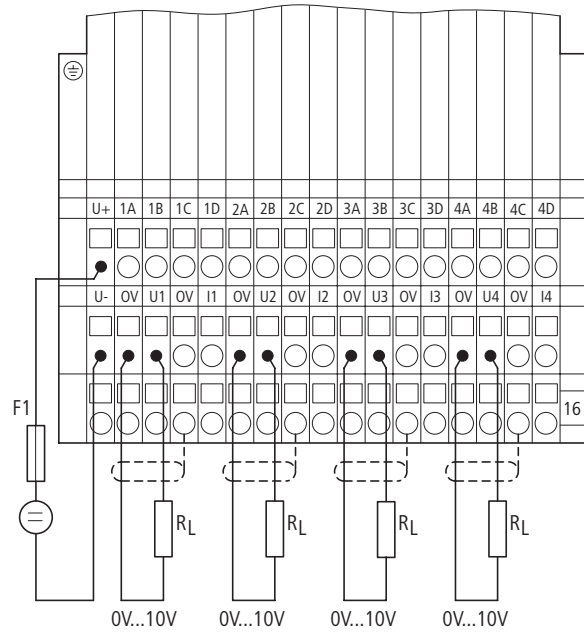 U+ 1A 1B 1C 1D 2A 2B 2C 2D 3A 3B 3C 3D 4A 4B 4C 4D
U- 0V U1 0V I1 0V U2 0V I2 0V U3 0V I3 0V U4 0V I4
F1
16
RL RL RL RL
0V...10V 0V...10V 0V...10V 0V...10V